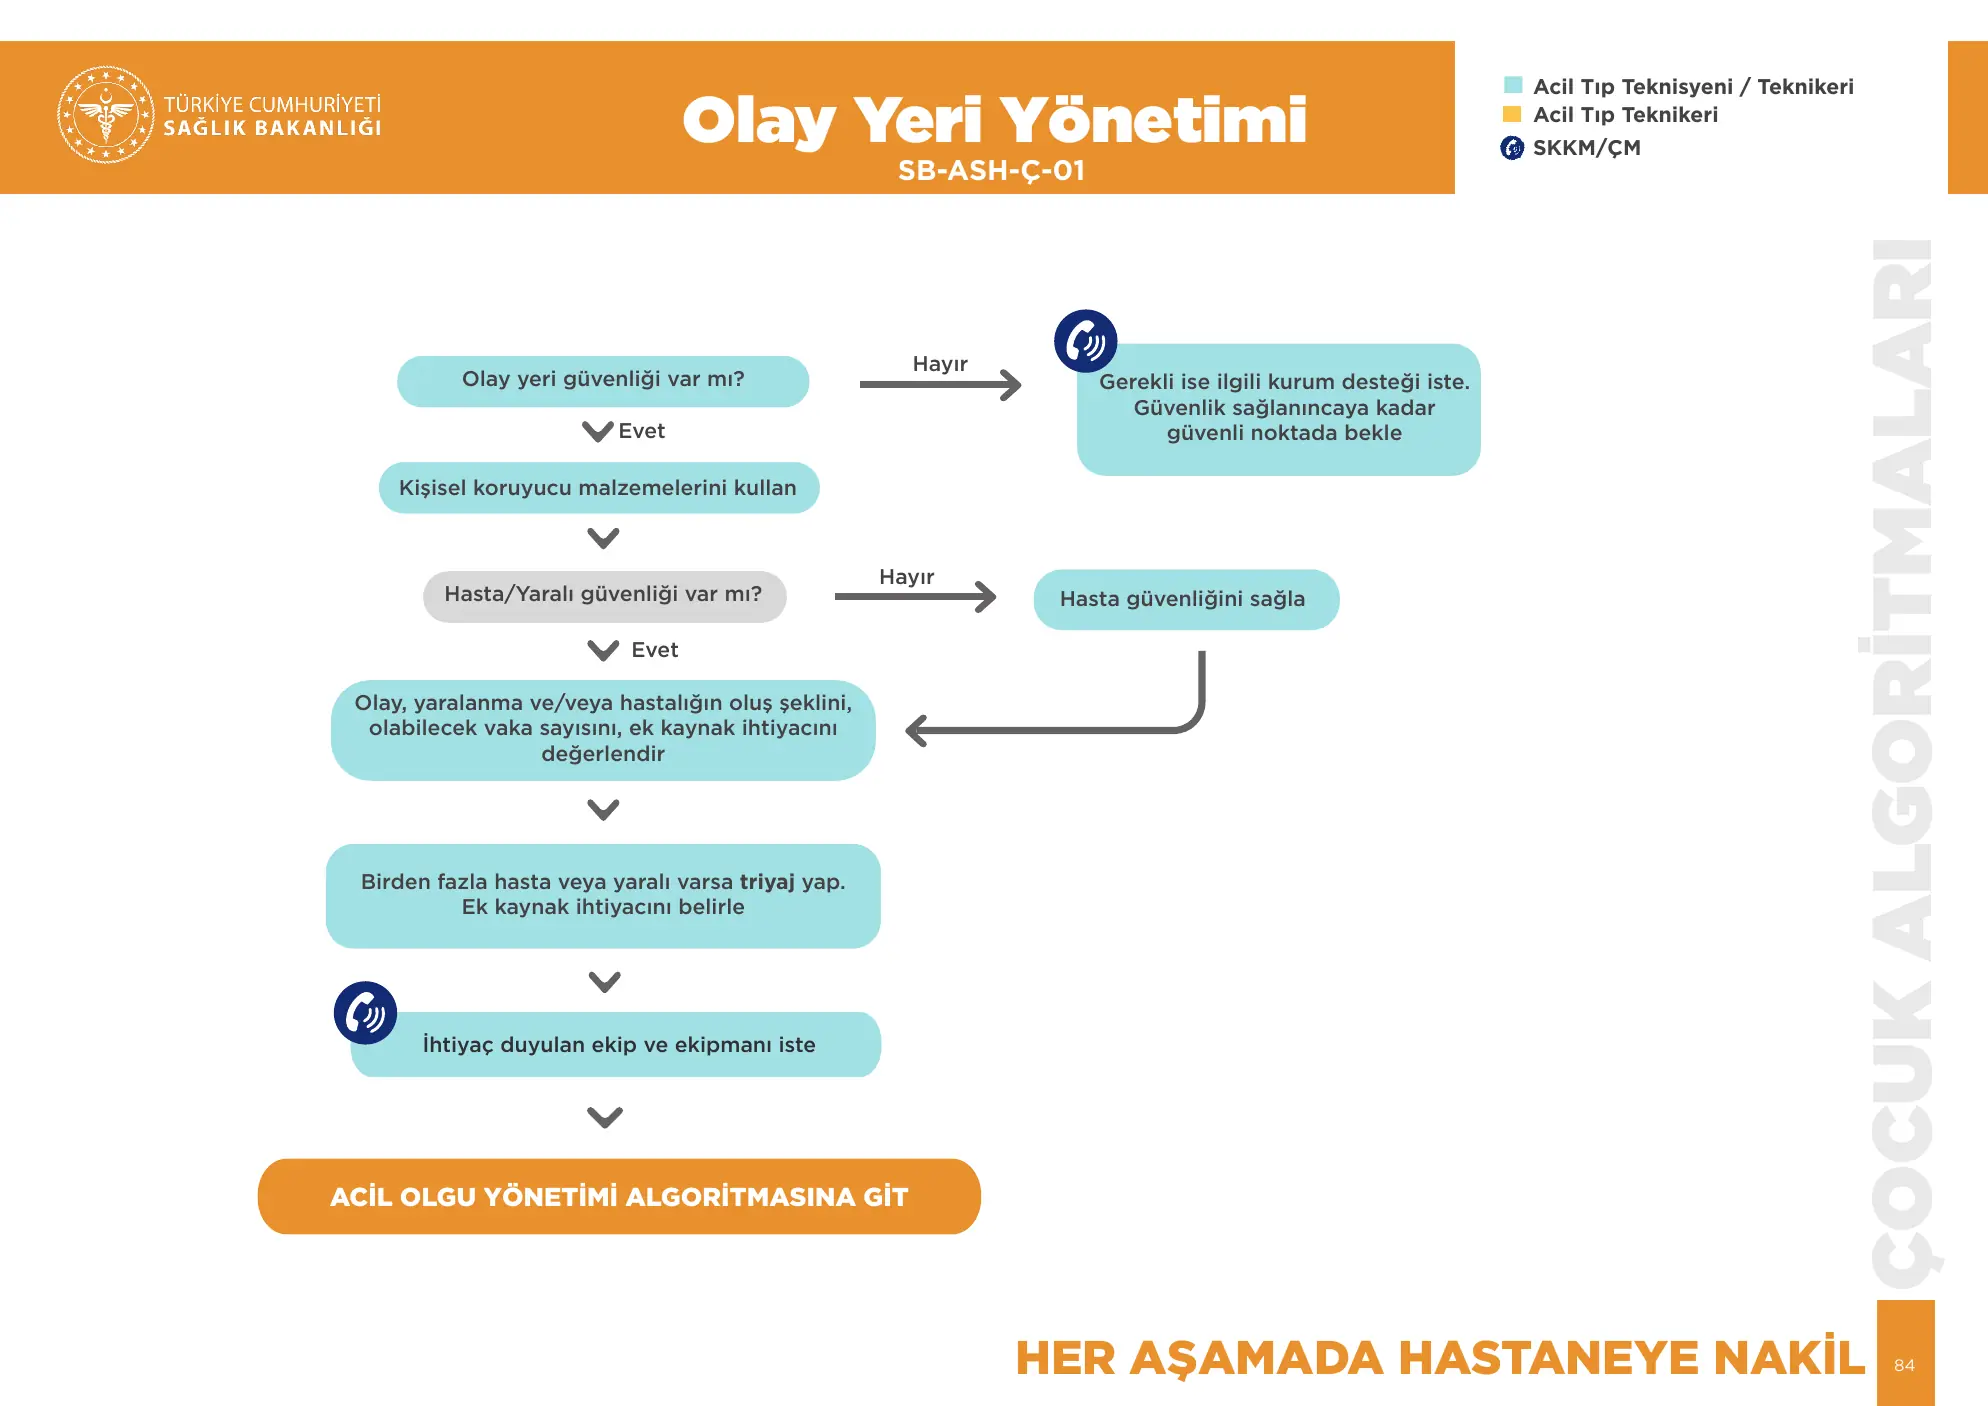 TÜRKİYE CUMHURİYETİ
SAĞLIK BAKANLIĞI
Olay Yeri Yönetimi
SB-ASH-Ç-01
Acil Tıp Teknisyeni / Teknikeri
Acil Tıp Teknikeri
SKKM/ÇM
Olay yeri güvenliği var mı?
Hayır
Gerekli ise ilgili kurum desteği iste.
Güvenlik sağlanıncaya kadar
güvenli noktada bekle
Evet
Kişisel koruyucu malzemelerini kullan
Hasta/Yaralı güvenliği var mı?
Hayır
Hasta güvenliğini sağla
Evet
Olay, yaralanma ve/veya hastalığın oluş şeklini,
olabilecek vaka sayısını, ek kaynak ihtiyacını
değerlendir
Birden fazla hasta veya yaralı varsa triyaj yap.
Ek kaynak ihtiyacını belirle
İhtiyaç duyulan ekip ve ekipmanı iste
ACİL OLGU YÖNETİMİ ALGORİTMASINA GİT
ÇOCUK ALGORİTMALARI
HER AŞAMADA HASTANEYE NAKİL
84